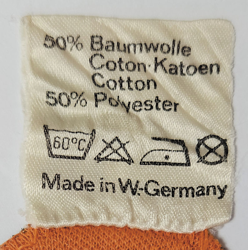 50% Baumwolle
Coton·Katoen
Cotton
50% Polyester
60°C
Made in W.-Germany